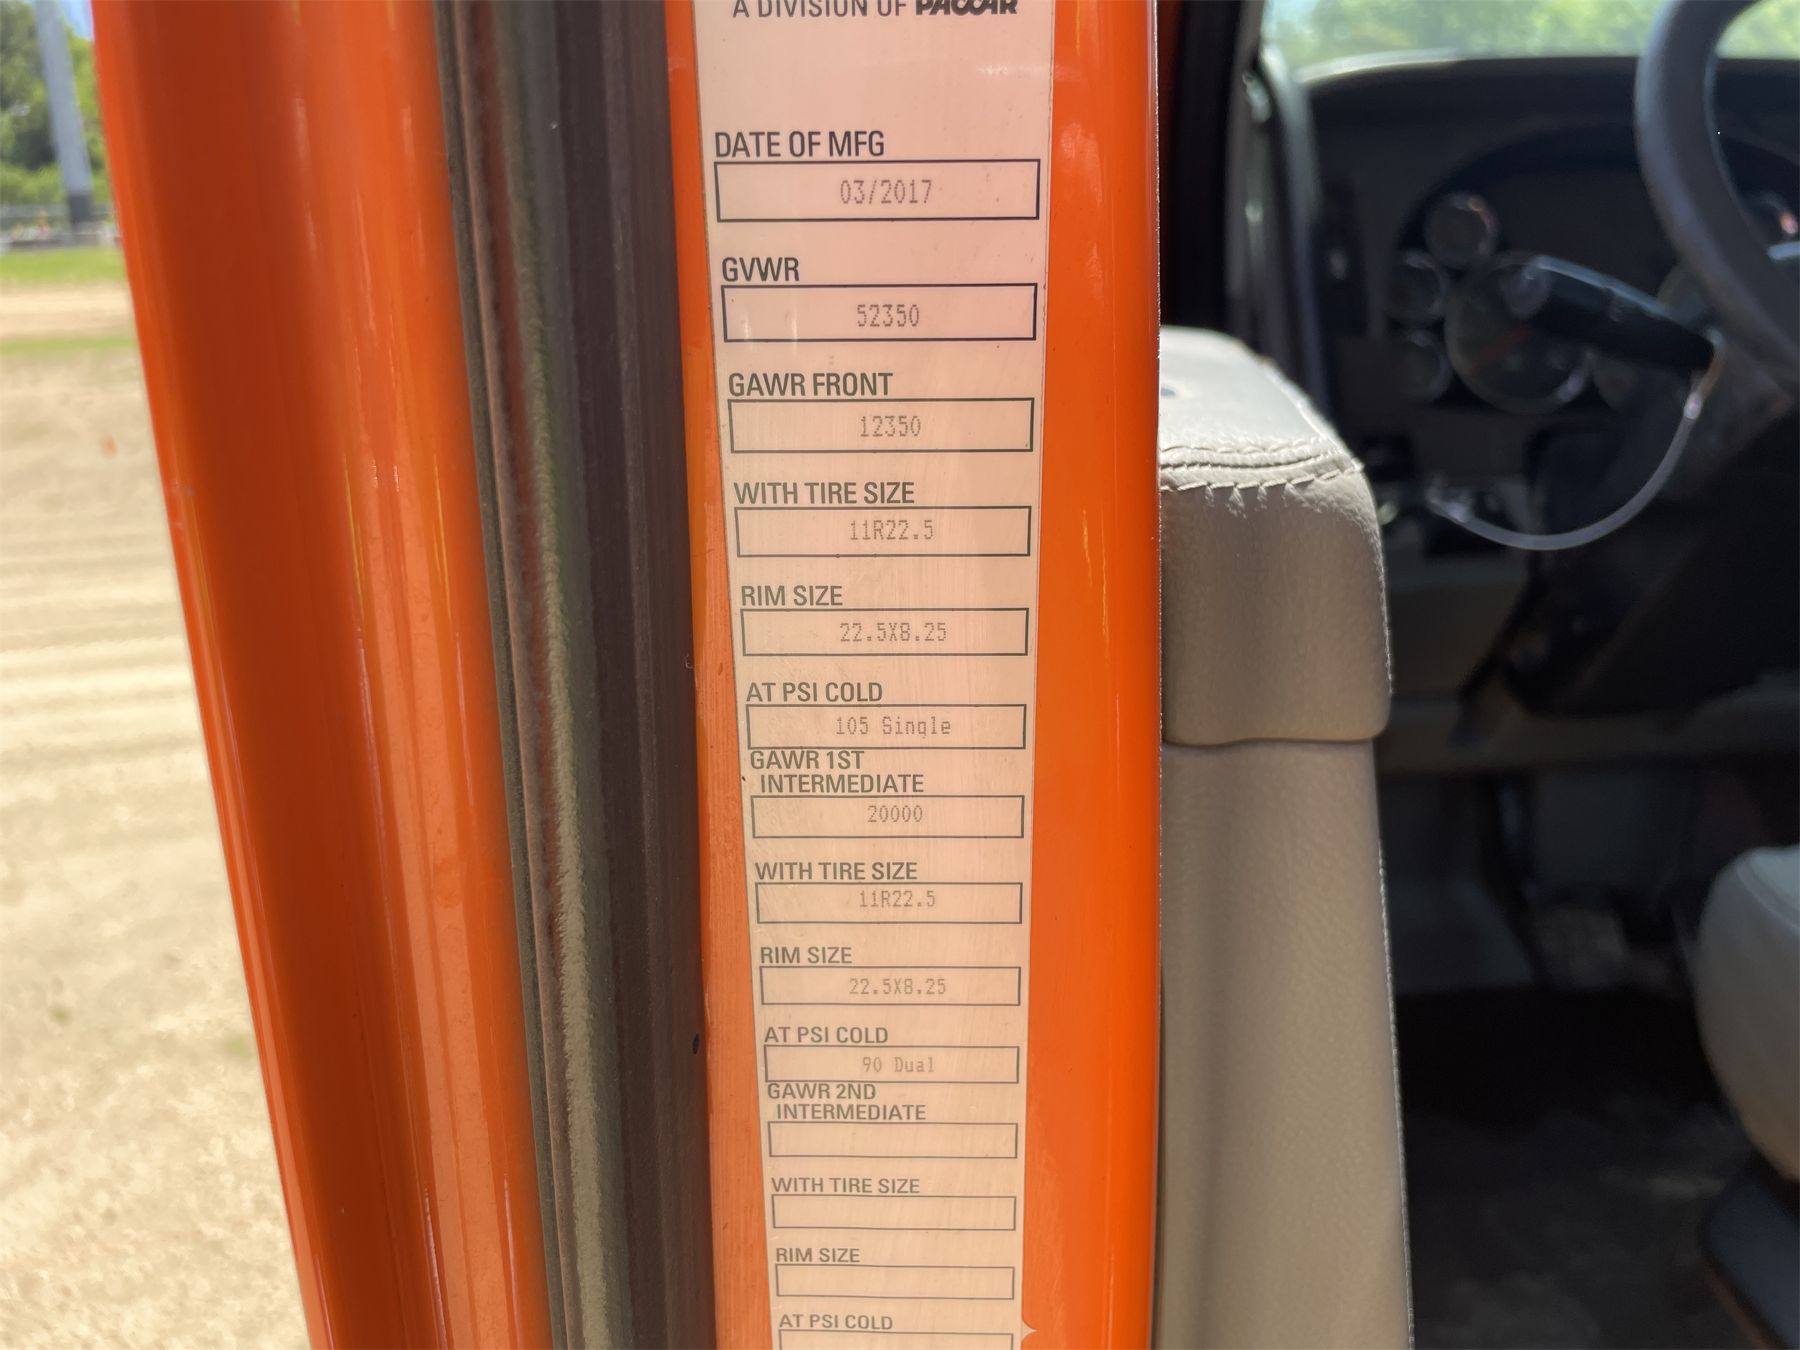 A DIVISION OF PACCAR
DATE OF MFG
03/2017
GVWR
52350
GAWR FRONT
12350
WITH TIRE SIZE
11R22.5
RIM SIZE
22.5X8.25
AT PSI COLD
105 Single
GAWR 1ST
INTERMEDIATE
20000
WITH TIRE SIZE
11R22.5
RIM SIZE
22.5X8.25
AT PSI COLD
90 Dual
GAWR 2ND
INTERMEDIATE
WITH TIRE SIZE
RIM SIZE
AT PSI COLD